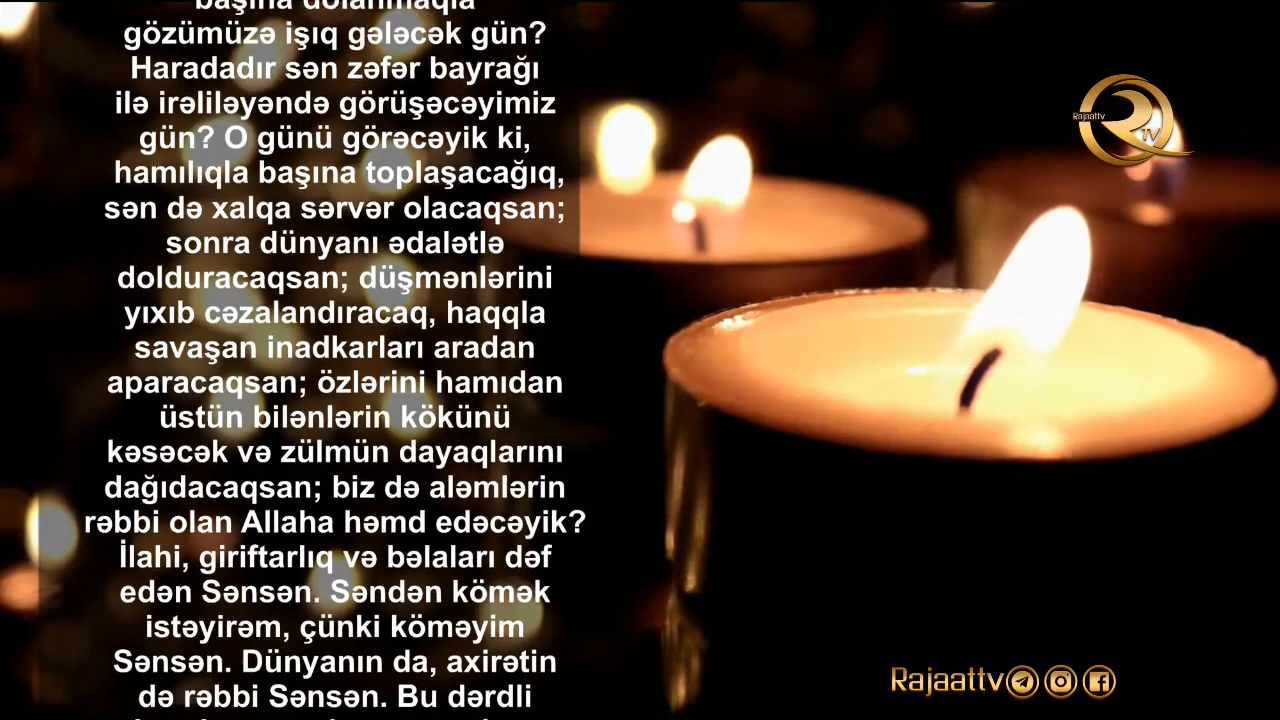 başına dolanmaqla
gözümüzə işıq gələcək gün?
Haradadır sən zəfər bayrağı
ilə irəliləyəndə görüşəcəyimiz
gün? O günü görəcəyik ki,
hamılıqla başına toplaşacağıq,
sən də xalqa sərvər olacaqsan;
sonra dünyanı ədalətlə
dolduracaqsan; düşmənlərini
yıxıb cəzalandıracaq, haqqla
savaşan inadkarları aradan
aparacaqsan; özlərini hamıdan
üstün bilənlərin kökünü
kəsəcək və zülmün dayaqlarını
dağıdacaqsan; biz də aləmlərin
rəbbi olan Allaha həmd edəcəyik?
İlahi, giriftarlıq və bəlaları dəf
edən Sənsən. Səndən kömək
istəyirəm, çünki köməyim
Sənsən. Dünyanın da, axirətin
də rəbbi Sənsən. Bu dərdli
Rajaattv
R TV
Rajaattv